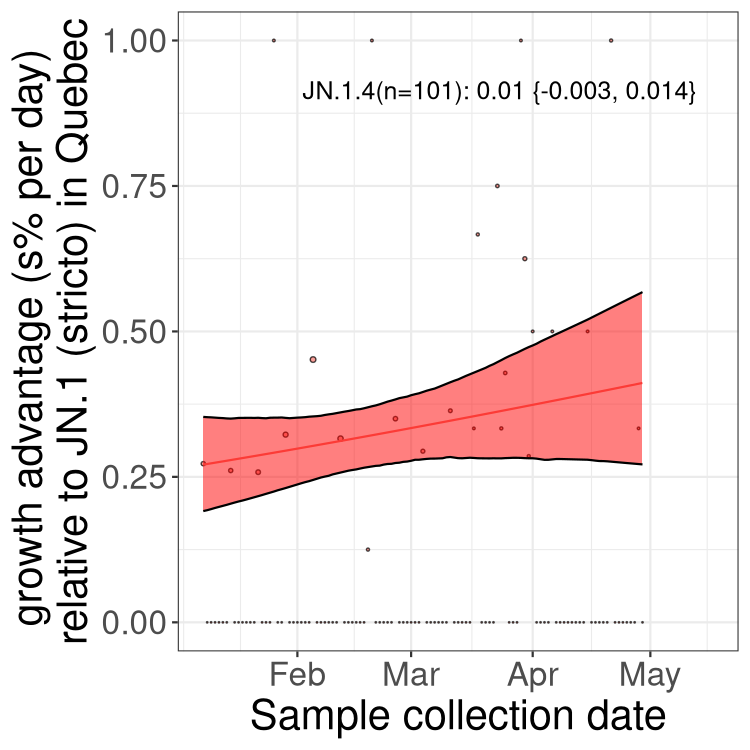 growth advantage (s% per day)
relative to JN.1 (stricto) in Quebec
1.00
0.75
0.50
0.25
0.00
JN.1.4(n=101): 0.01 {-0.003, 0.014}
Feb Mar Apr May
Sample collection date